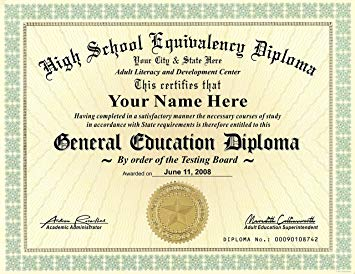 High School Equivalency Diploma
Your City & State Here
Adult Literacy and Development Center
This certifies that
Your Name Here
Having completed in a satisfactory manner the necessary courses of study
in accordance with State requirements is therefore entitled to this
General Education Diploma
~ By order of the Testing Board ~
Awarded on June 11, 2008
Academic Administrator
Adult Education Superintendent
DIPLOMA No.: 00090108742